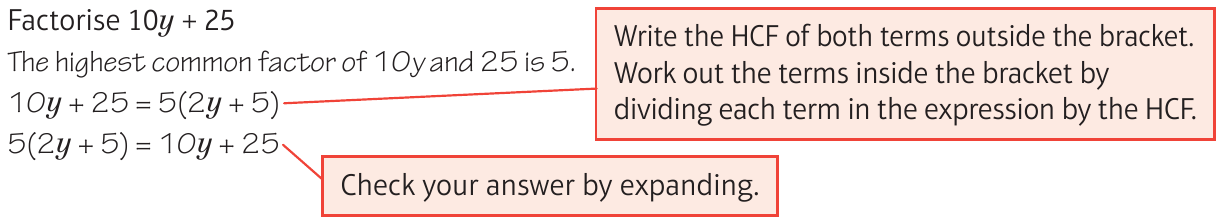 Factorise 10y + 25
The highest common factor of 10y and 25 is 5.
10y + 25 = 5(2y + 5)
5(2y + 5) = 10y + 25
Write the HCF of both terms outside the bracket.
Work out the terms inside the bracket by
dividing each term in the expression by the HCF.
Check your answer by expanding.